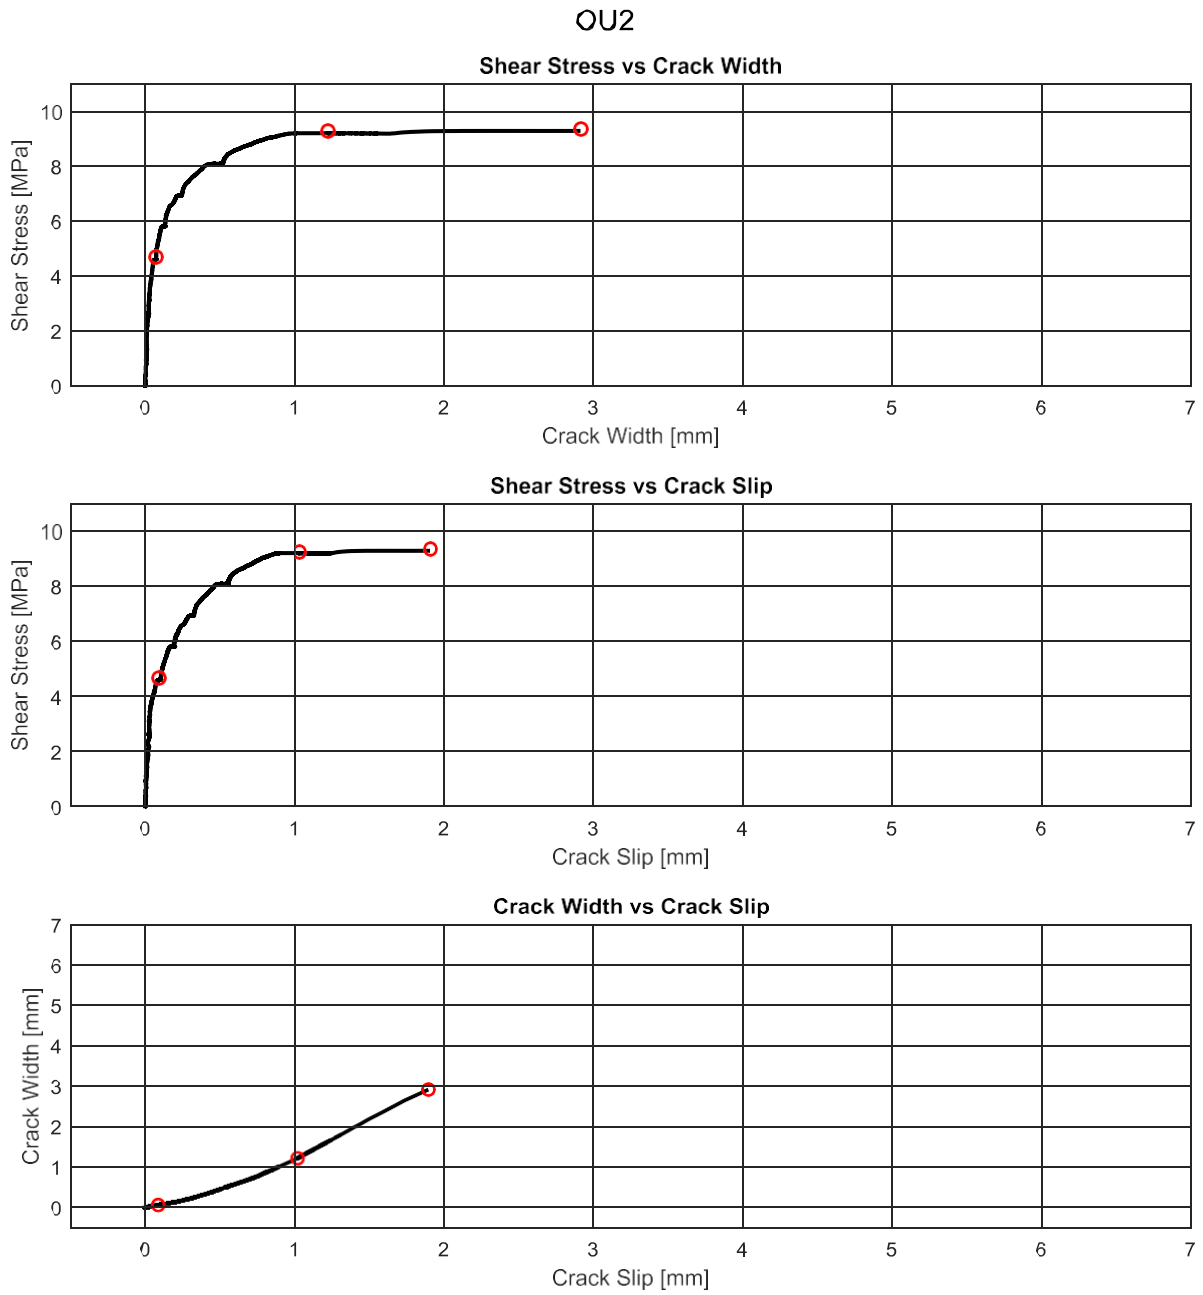 OU2
Shear Stress vs Crack Width
Shear Stress [MPa]
10
8
6
4
2
0
0 1 2 3 4 5 6 7
Crack Width [mm]
Shear Stress vs Crack Slip
Shear Stress [MPa]
10
8
6
4
2
0
0 1 2 3 4 5 6 7
Crack Slip [mm]
Crack Width vs Crack Slip
Crack Width [mm]
7
6
5
4
3
2
1
0
0 1 2 3 4 5 6 7
Crack Slip [mm]